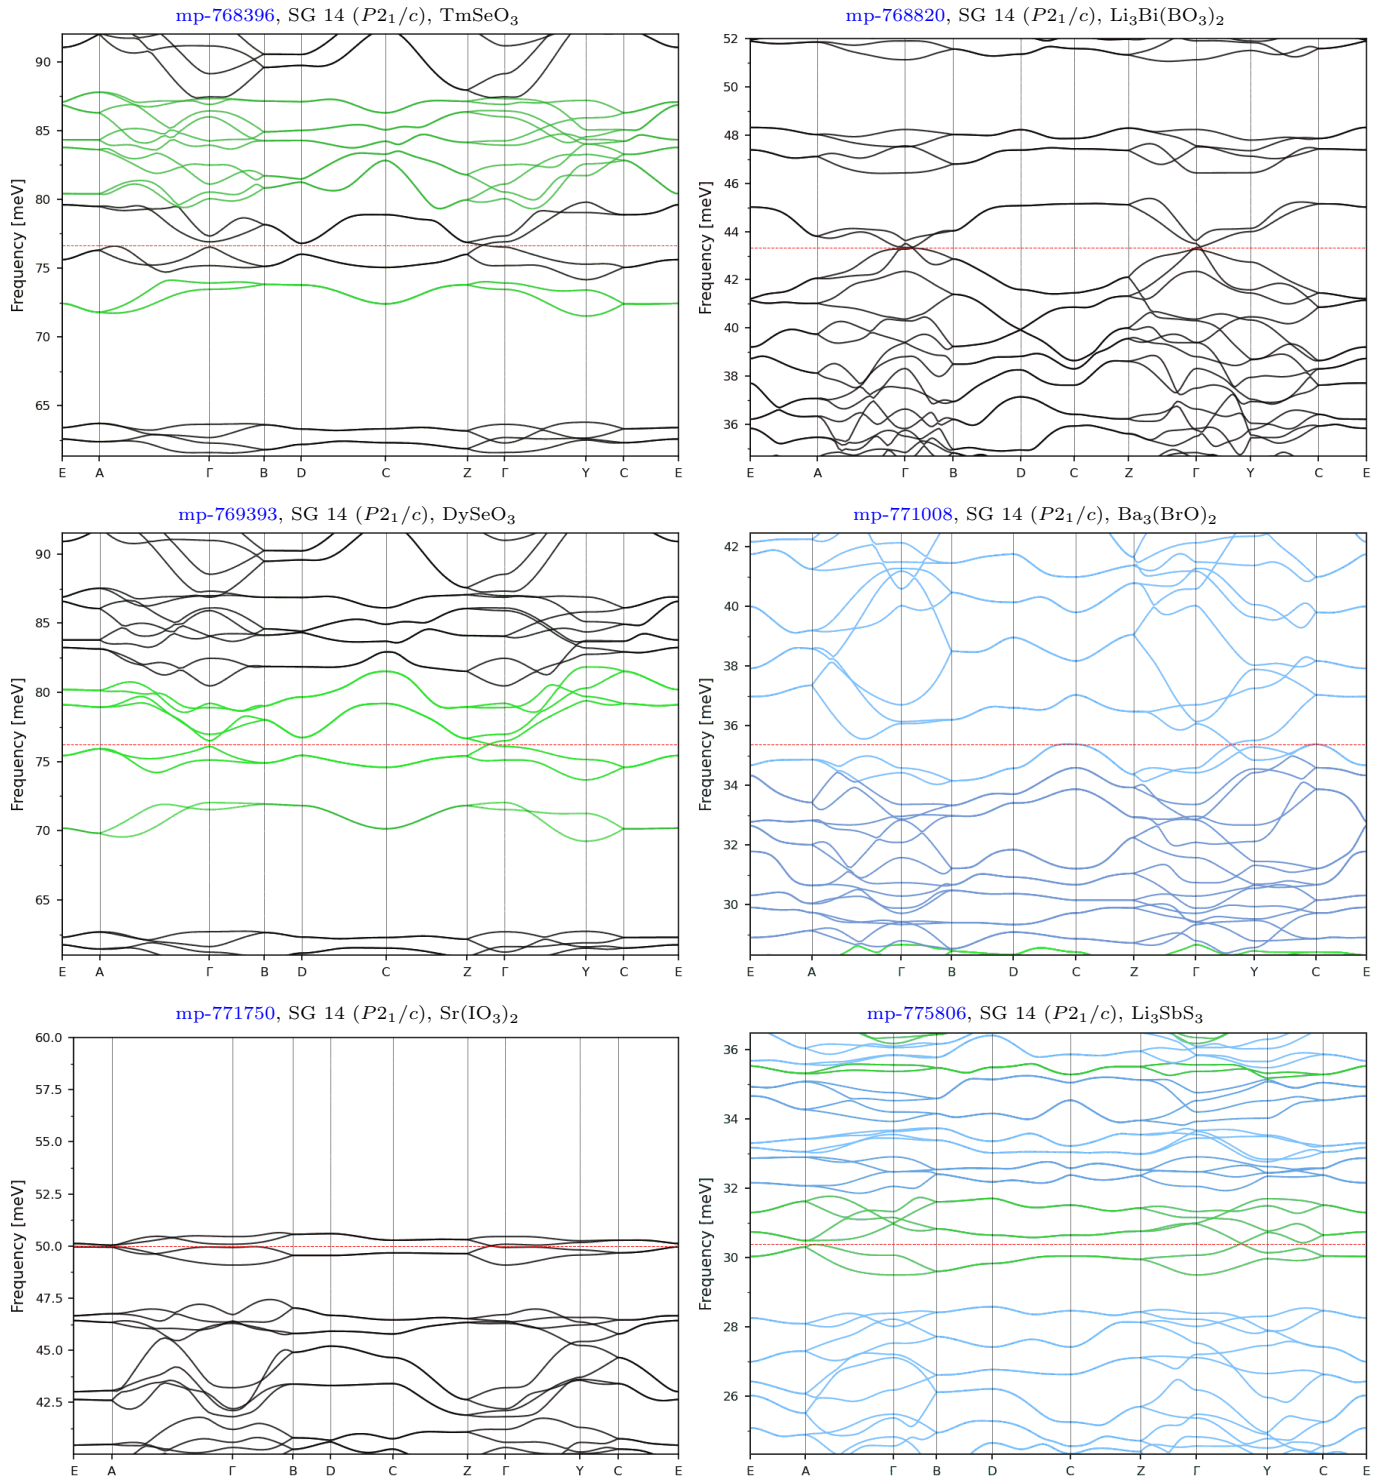 mp-768396, SG 14 (P2₁/c), TmSeO₃
Frequency [meV]
90
85
80
75
70
65
E A Γ B D C Z Γ Y C E
mp-768820, SG 14 (P2₁/c), Li₃Bi(BO₃)₂
Frequency [meV]
52
50
48
46
44
42
40
38
36
E A Γ B D C Z Γ Y C E
mp-769393, SG 14 (P2₁/c), DySeO₃
Frequency [meV]
90
85
80
75
70
65
E A Γ B D C Z Γ Y C E
mp-771008, SG 14 (P2₁/c), Ba₃(BrO)₂
Frequency [meV]
42
40
38
36
34
32
30
E A Γ B D C Z Γ Y C E
mp-771750, SG 14 (P2₁/c), Sr(IO₃)₂
Frequency [meV]
60.0
57.5
55.0
52.5
50.0
47.5
45.0
42.5
E A Γ B D C Z Γ Y C E
mp-775806, SG 14 (P2₁/c), Li₃SbS₃
Frequency [meV]
36
34
32
30
28
26
E A Γ B D C Z Γ Y C E